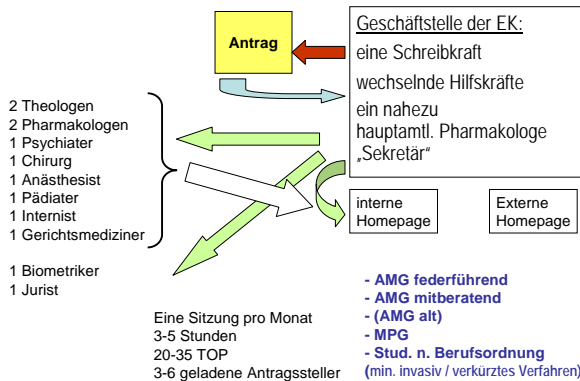 Antrag
Geschäftstelle der EK:
eine Schreibkraft
wechselnde Hilfskräfte
ein nahezu
hauptamtl. Pharmakologe
„Sekretär“
2 Theologen
2 Pharmakologen
1 Psychiater
1 Chirurg
1 Anästhesist
1 Pädiater
1 Internist
1 Gerichtsmediziner
1 Biometriker
1 Jurist
interne
Homepage
Externe
Homepage
Eine Sitzung pro Monat
3-5 Stunden
20-35 TOP
3-6 geladene Antragssteller
- AMG federführend
- AMG mitberatend
- (AMG alt)
- MPG
- Stud. n. Berufsordnung
(min. invasiv / verkürztes Verfahren)